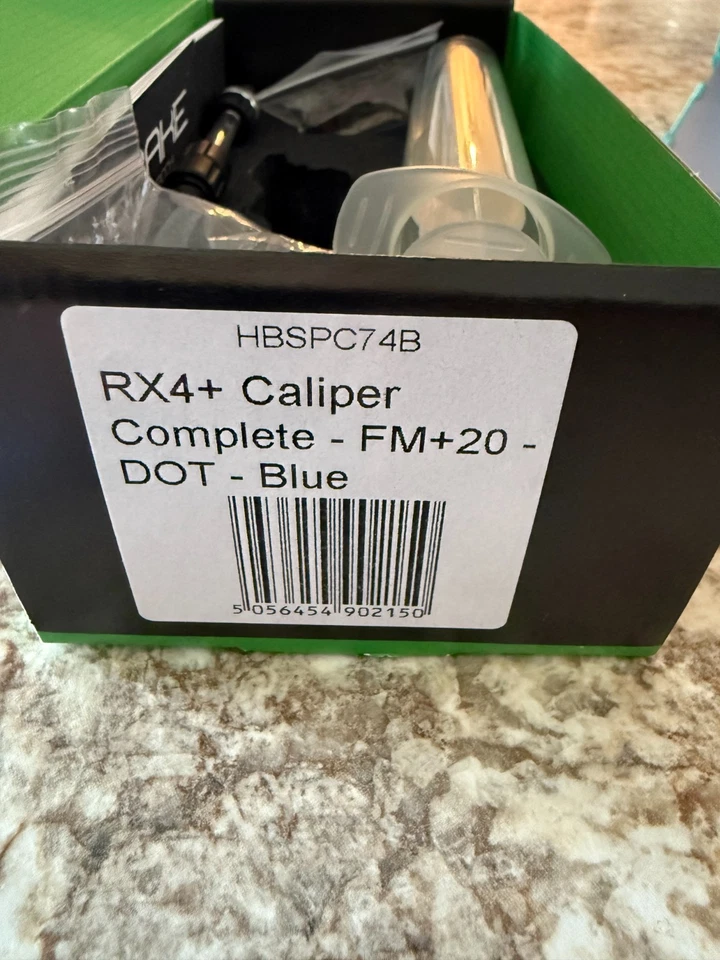 HBSPC74B
RX4+ Caliper
Complete - FM+20 -
DOT - Blue
5 056454 902150